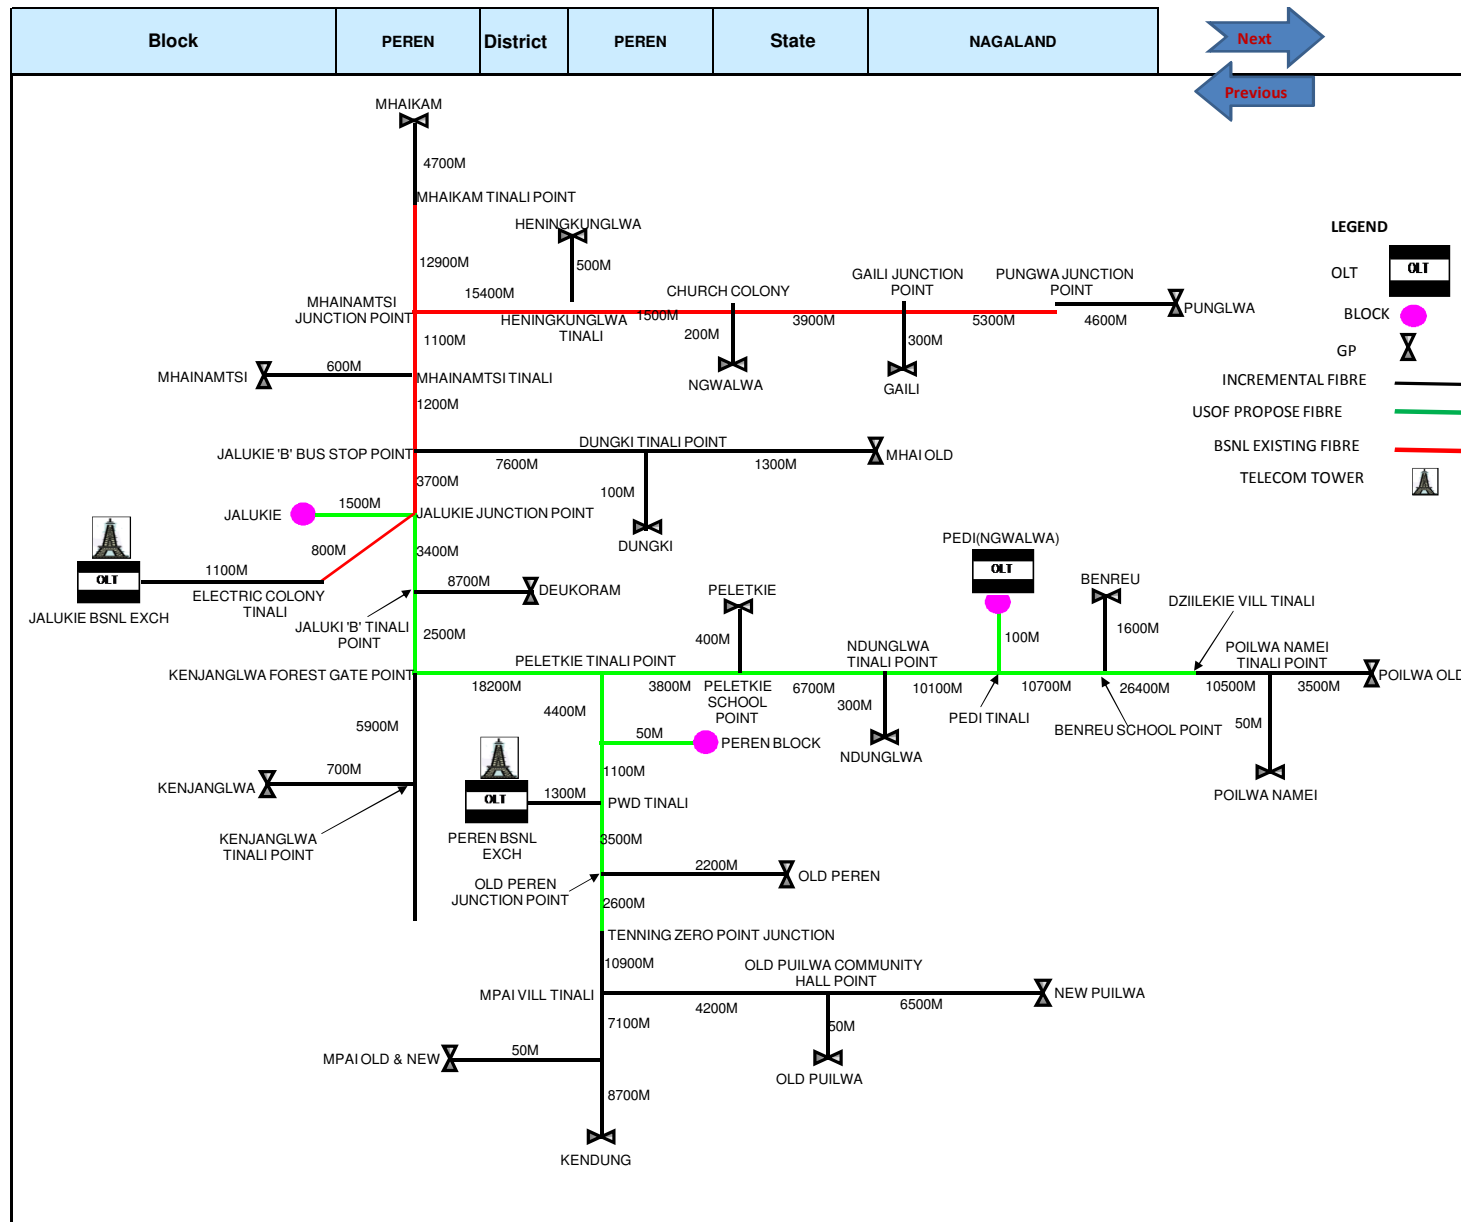 Block PEREN District PEREN State NAGALAND
Next
Previous
MHAIKAM
4700M
MHAIKAM TINALI POINT
HENINGKUNGLWA
500M
12900M
15400M
MHAINAMTSI
JUNCTION POINT
HENINGKUNGLWA
TINALI
1500M
CHURCH COLONY
200M
NGWALWA
3900M
GAILI JUNCTION
POINT
300M
GAILI
5300M
PUNGWA JUNCTION
POINT
4600M
PUNGLWA
LEGEND
OLT
OLT
BLOCK
GP
INCREMENTAL FIBRE
USOF PROPOSE FIBRE
BSNL EXISTING FIBRE
TELECOM TOWER
1100M
MHAINAMTSI
600M
MHAINAMTSI TINALI
1200M
JALUKIE 'B' BUS STOP POINT
7600M
DUNGKI TINALI POINT
1300M
MHAI OLD
100M
DUNGKI
3700M
JALUKIE
1500M
JALUKIE JUNCTION POINT
800M
OLT
1100M
ELECTRIC COLONY
TINALI
JALUKIE BSNL EXCH
3400M
8700M
DEUKORAM
JALUKI 'B' TINALI
POINT
2500M
KENJANGLWA FOREST GATE POINT
18200M
PELETKIE TINALI POINT
PELETKIE
400M
3800M
PELETKIE
SCHOOL
POINT
6700M
NDUNGLWA
TINALI POINT
300M
NDUNGLWA
10100M
PEDI(NGWALWA)
OLT
100M
PEDI TINALI
10700M
BENREU
1600M
BENREU SCHOOL POINT
26400M
DZIILEKIE VILL TINALI
10500M
POILWA NAMEI
TINALI POINT
3500M
POILWA OLD
50M
POILWA NAMEI
5900M
KENJANGLWA
700M
KENJANGLWA
TINALI POINT
4400M
50M
PEREN BLOCK
1100M
OLT
1300M
PWD TINALI
PEREN BSNL
EXCH
3500M
2200M
OLD PEREN
OLD PEREN
JUNCTION POINT
2600M
TENNING ZERO POINT JUNCTION
10900M
MPAI VILL TINALI
4200M
OLD PUILWA COMMUNITY
HALL POINT
6500M
NEW PUILWA
50M
OLD PUILWA
7100M
MPAI OLD & NEW
50M
8700M
KENDUNG